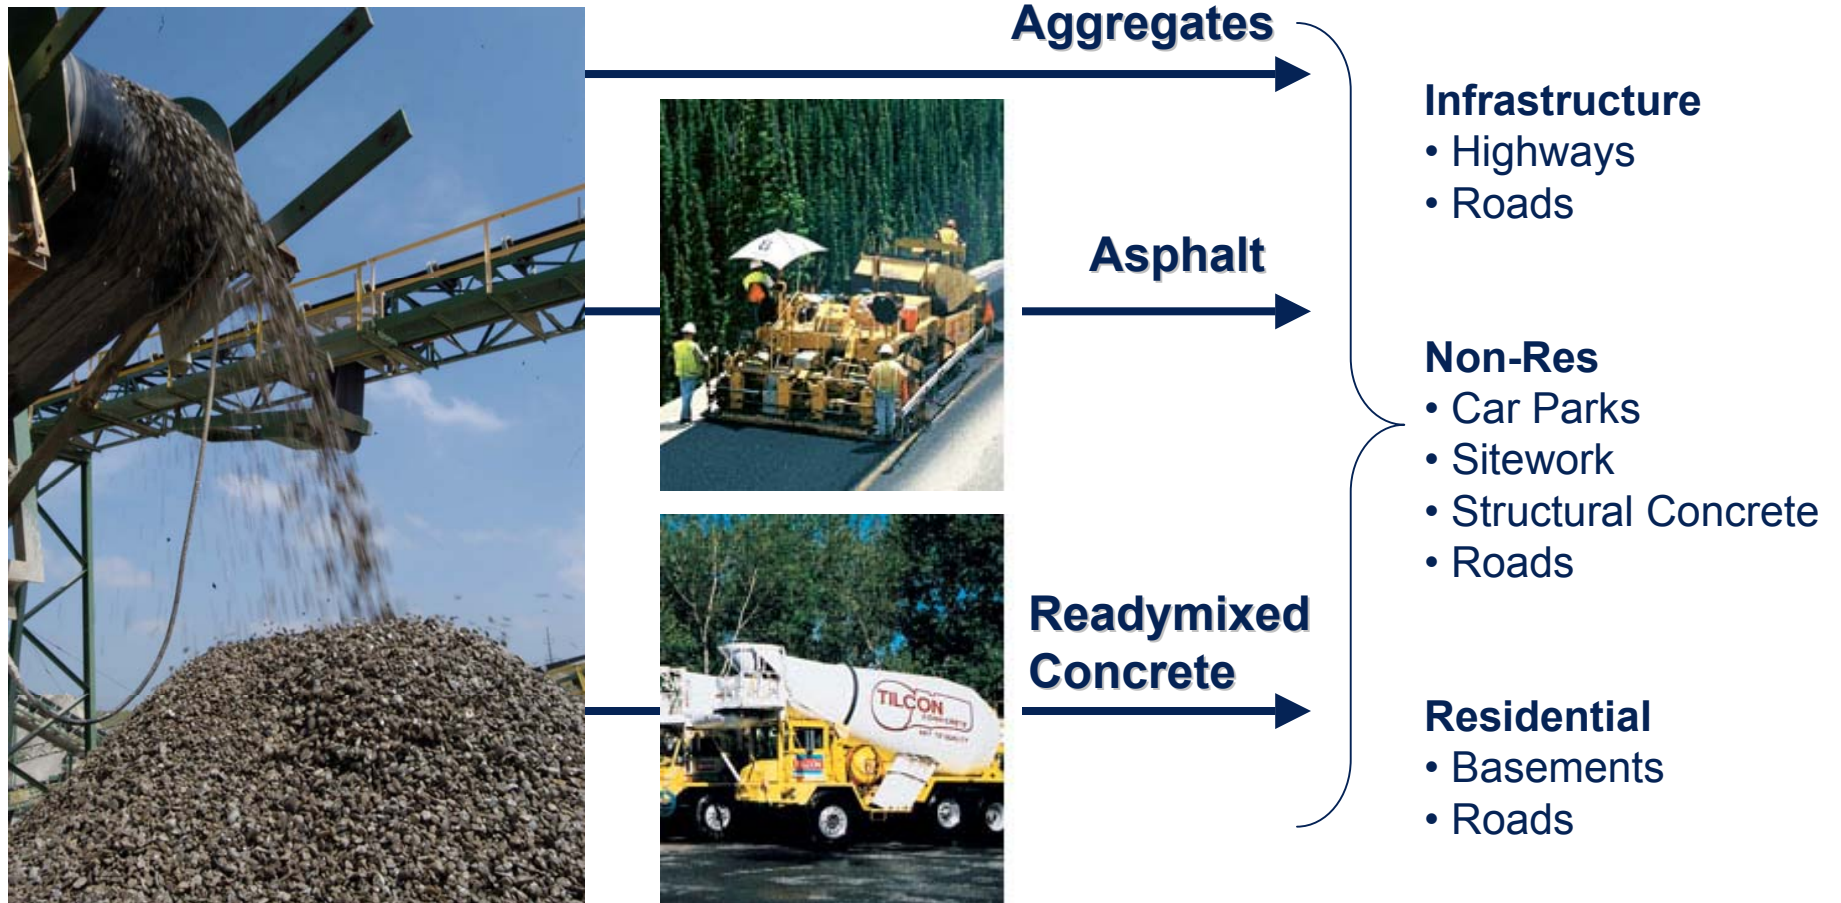 Aggregates
Asphalt
Readymixed
Concrete
TILCON
CONCRETE
Infrastructure
• Highways
• Roads
Non-Res
• Car Parks
• Sitework
• Structural Concrete
• Roads
Residential
• Basements
• Roads